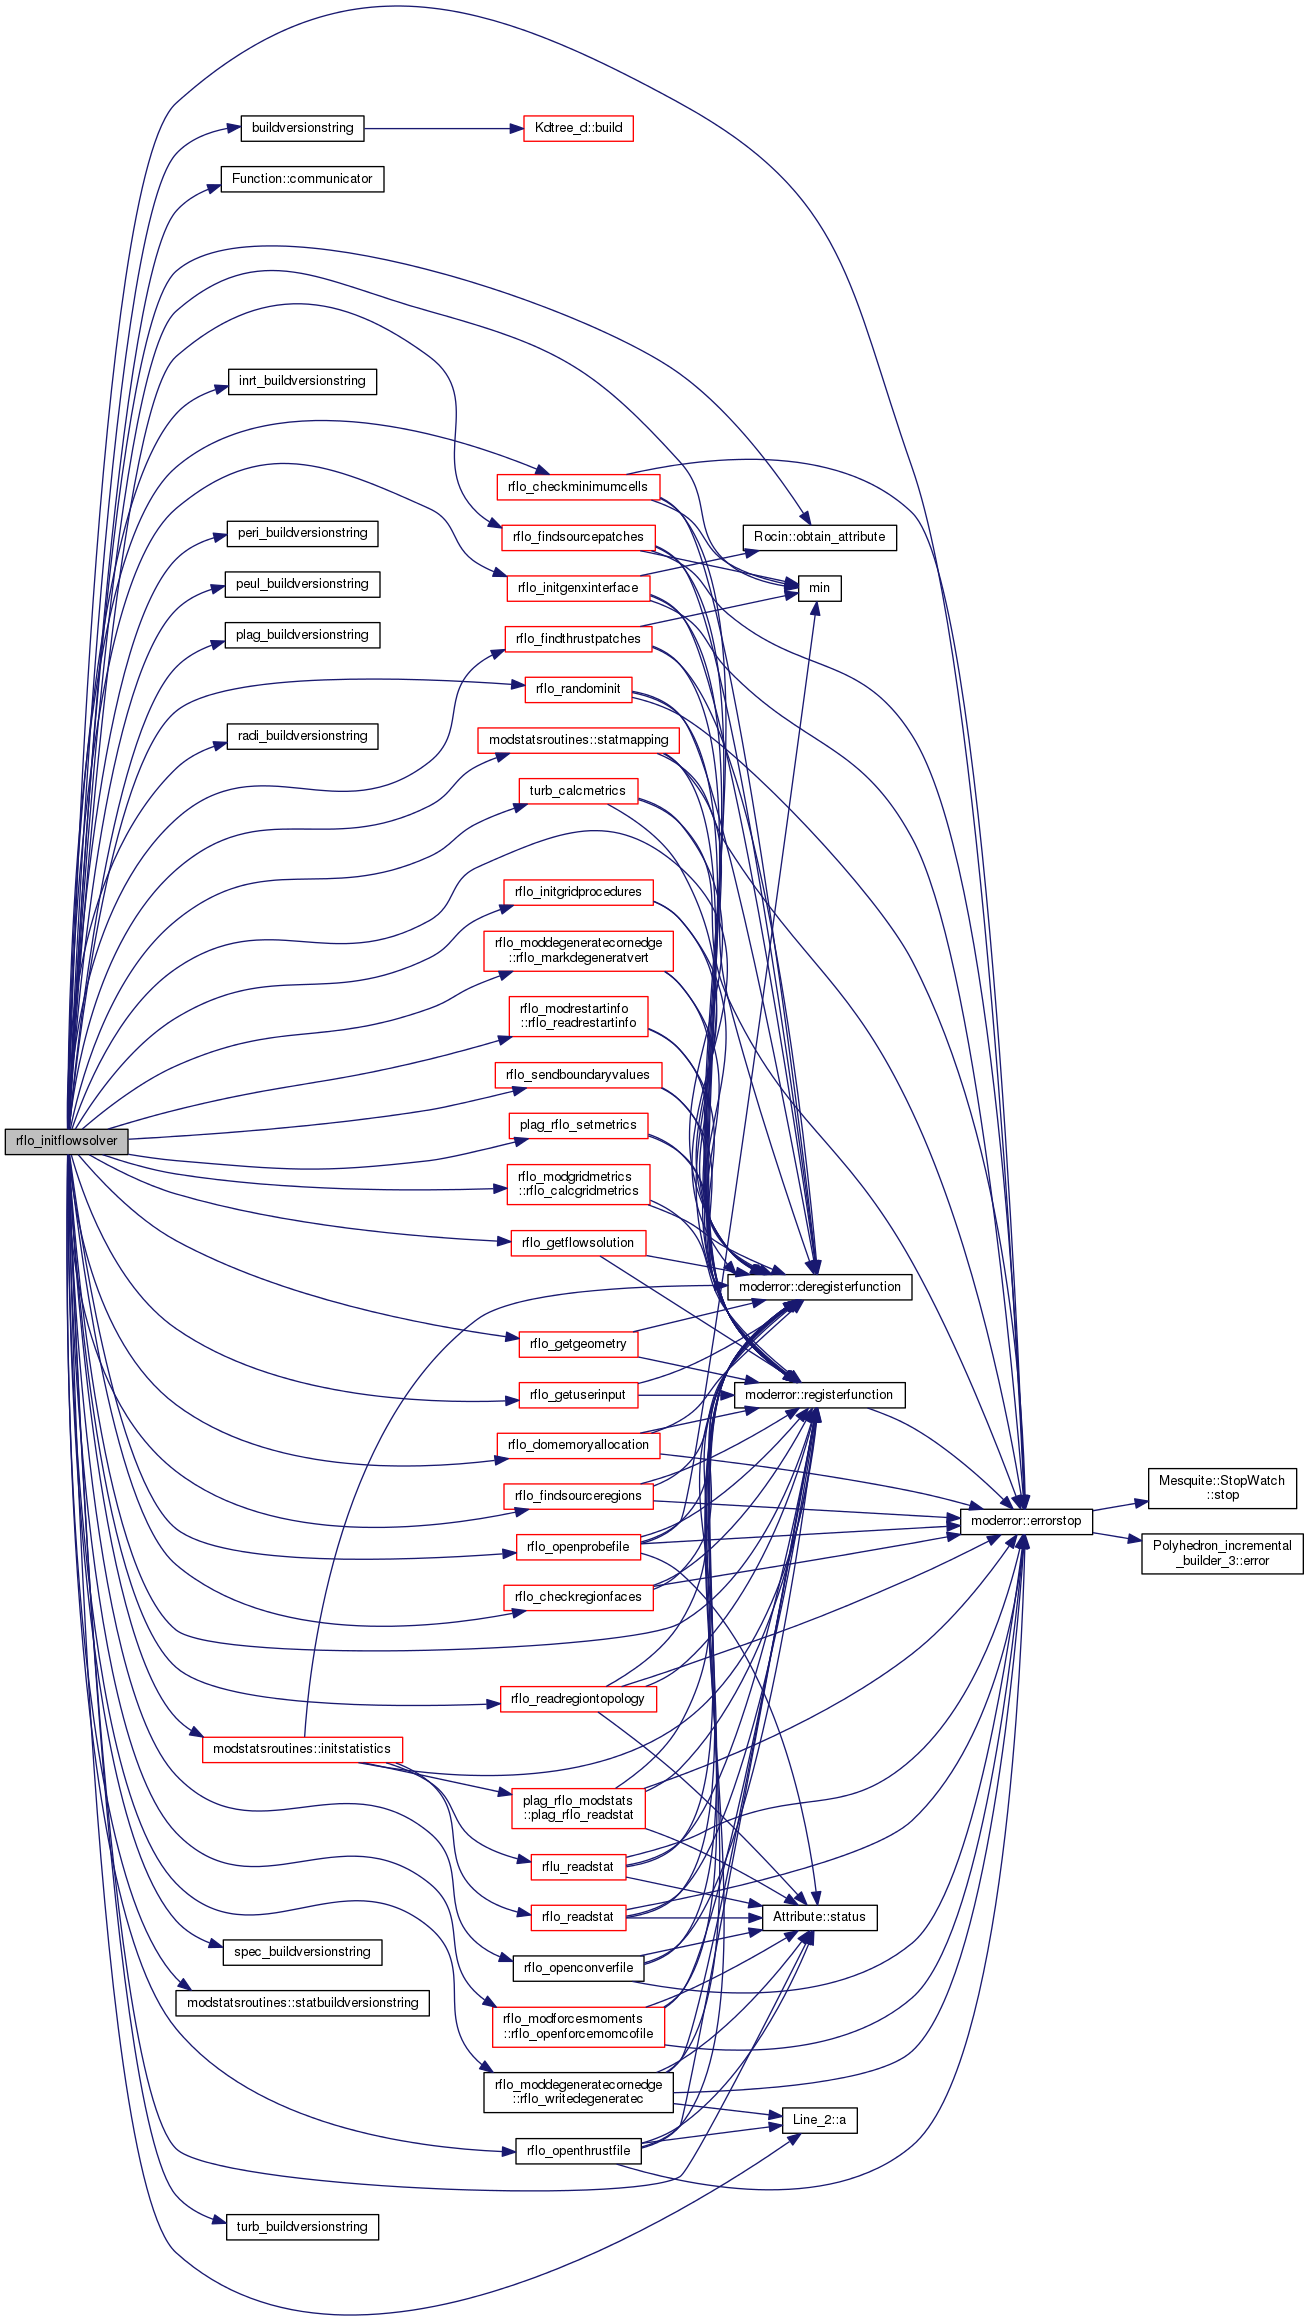 buildversionstring
Kdtree_d::build
Function::communicator
inrt_buildversionstring
rflo_checkminimumcells
rflo_findsourcepatches
Rocin::obtain_attribute
peri_buildversionstring
peul_buildversionstring
rflo_initgenxinterface
min
plag_buildversionstring
rflo_findthrustpatches
rflo_randominit
radi_buildversionstring
modstatsroutines::statmapping
turb_calcmetrics
rflo_initgridprocedures
rflo_moddegeneratecornedge
::rflo_markdegeneratvert
rflo_modrestartinfo
::rflo_readrestartinfo
rflo_sendboundaryvalues
rflo_initflowsolver
plag_rflo_setmetrics
rflo_modgridmetrics
::rflo_calcgridmetrics
rflo_getflowsolution
moderror::deregisterfunction
rflo_getgeometry
rflo_getuserinput
moderror::registerfunction
rflo_domemoryallocation
rflo_findsourceregions
Mesquite::StopWatch
::stop
moderror::errorstop
rflo_openprobefile
Polyhedron_incremental
_builder_3::error
rflo_checkregionfaces
rflo_readregiontopology
modstatsroutines::initstatistics
plag_rflo_modstats
::plag_rflo_readstat
rflu_readstat
rflo_readstat
Attribute::status
spec_buildversionstring
rflo_openconverfile
modstatsroutines::statbuildversionstring
rflo_modforcesmoments
::rflo_openforcemomcofile
rflo_moddegeneratecornedge
::rflo_writedegeneratec
Line_2::a
rflo_openthrustfile
turb_buildversionstring